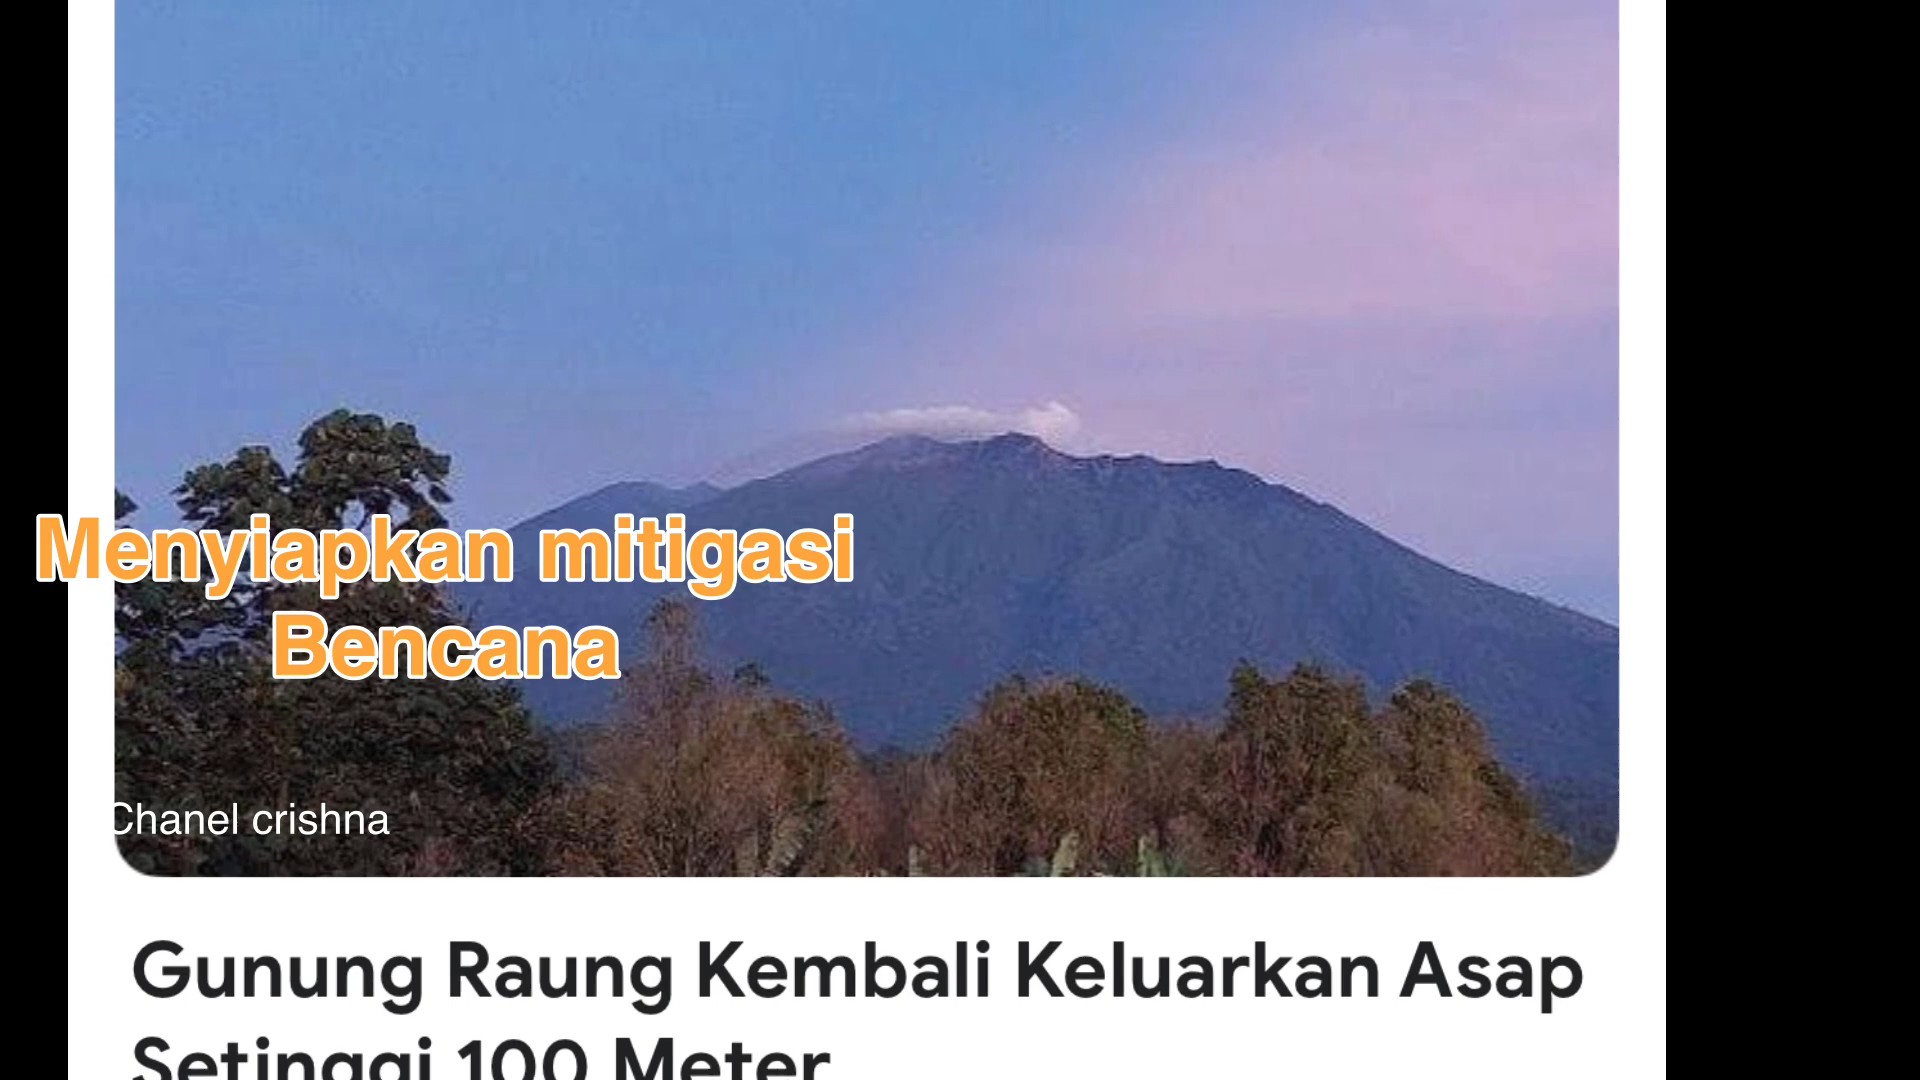 Menyiapkan mitigasi
Bencana
Chanel crishna
Gunung Raung Kembali Keluarkan Asap
Setinggi 100 Meter